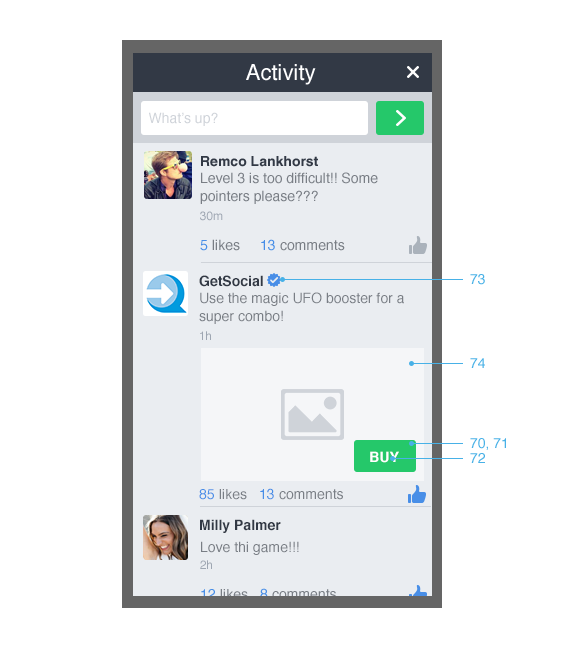 Activity
What's up?
Remco Lankhorst
Level 3 is too difficult!! Some
pointers please???
30m
5 likes 13 comments
GetSocial
73
Use the magic UFO booster for a
super combo!
1h
74
70, 71
BUY
72
85 likes 13 comments
Milly Palmer
Love thi game!!!
2h
12 likes 8 comments